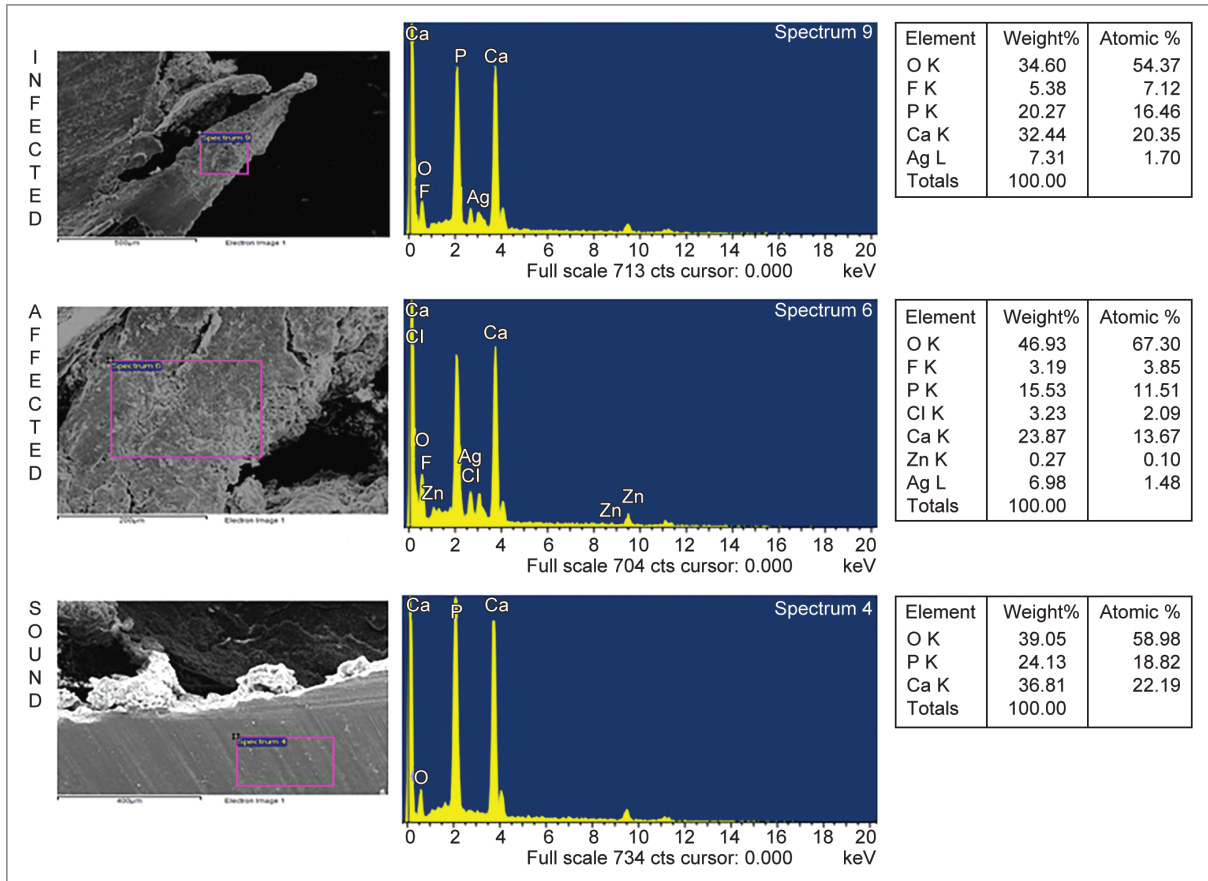 INFECTED
Spectrum 9
500µm Electron Image 1
Spectrum 9
Ca
P Ca
O
F Ag
0 2 4 6 8 10 12 14 16 18 20
Full scale 713 cts cursor: 0.000 keV
Element Weight% Atomic %
O K 34.60 54.37
F K 5.38 7.12
P K 20.27 16.46
Ca K 32.44 20.35
Ag L 7.31 1.70
Totals 100.00
AFFECTED
Spectrum 6
200µm Electron Image 1
Spectrum 6
Ca
Cl Ca
O
F Ag
Cl
Zn Zn Zn
0 2 4 6 8 10 12 14 16 18 20
Full scale 704 cts cursor: 0.000 keV
Element Weight% Atomic %
O K 46.93 67.30
F K 3.19 3.85
P K 15.53 11.51
Cl K 3.23 2.09
Ca K 23.87 13.67
Zn K 0.27 0.10
Ag L 6.98 1.48
Totals 100.00
SOUND
Spectrum 4
400µm Electron Image 1
Spectrum 4
Ca P Ca
O
0 2 4 6 8 10 12 14 16 18 20
Full scale 734 cts cursor: 0.000 keV
Element Weight% Atomic %
O K 39.05 58.98
P K 24.13 18.82
Ca K 36.81 22.19
Totals 100.00